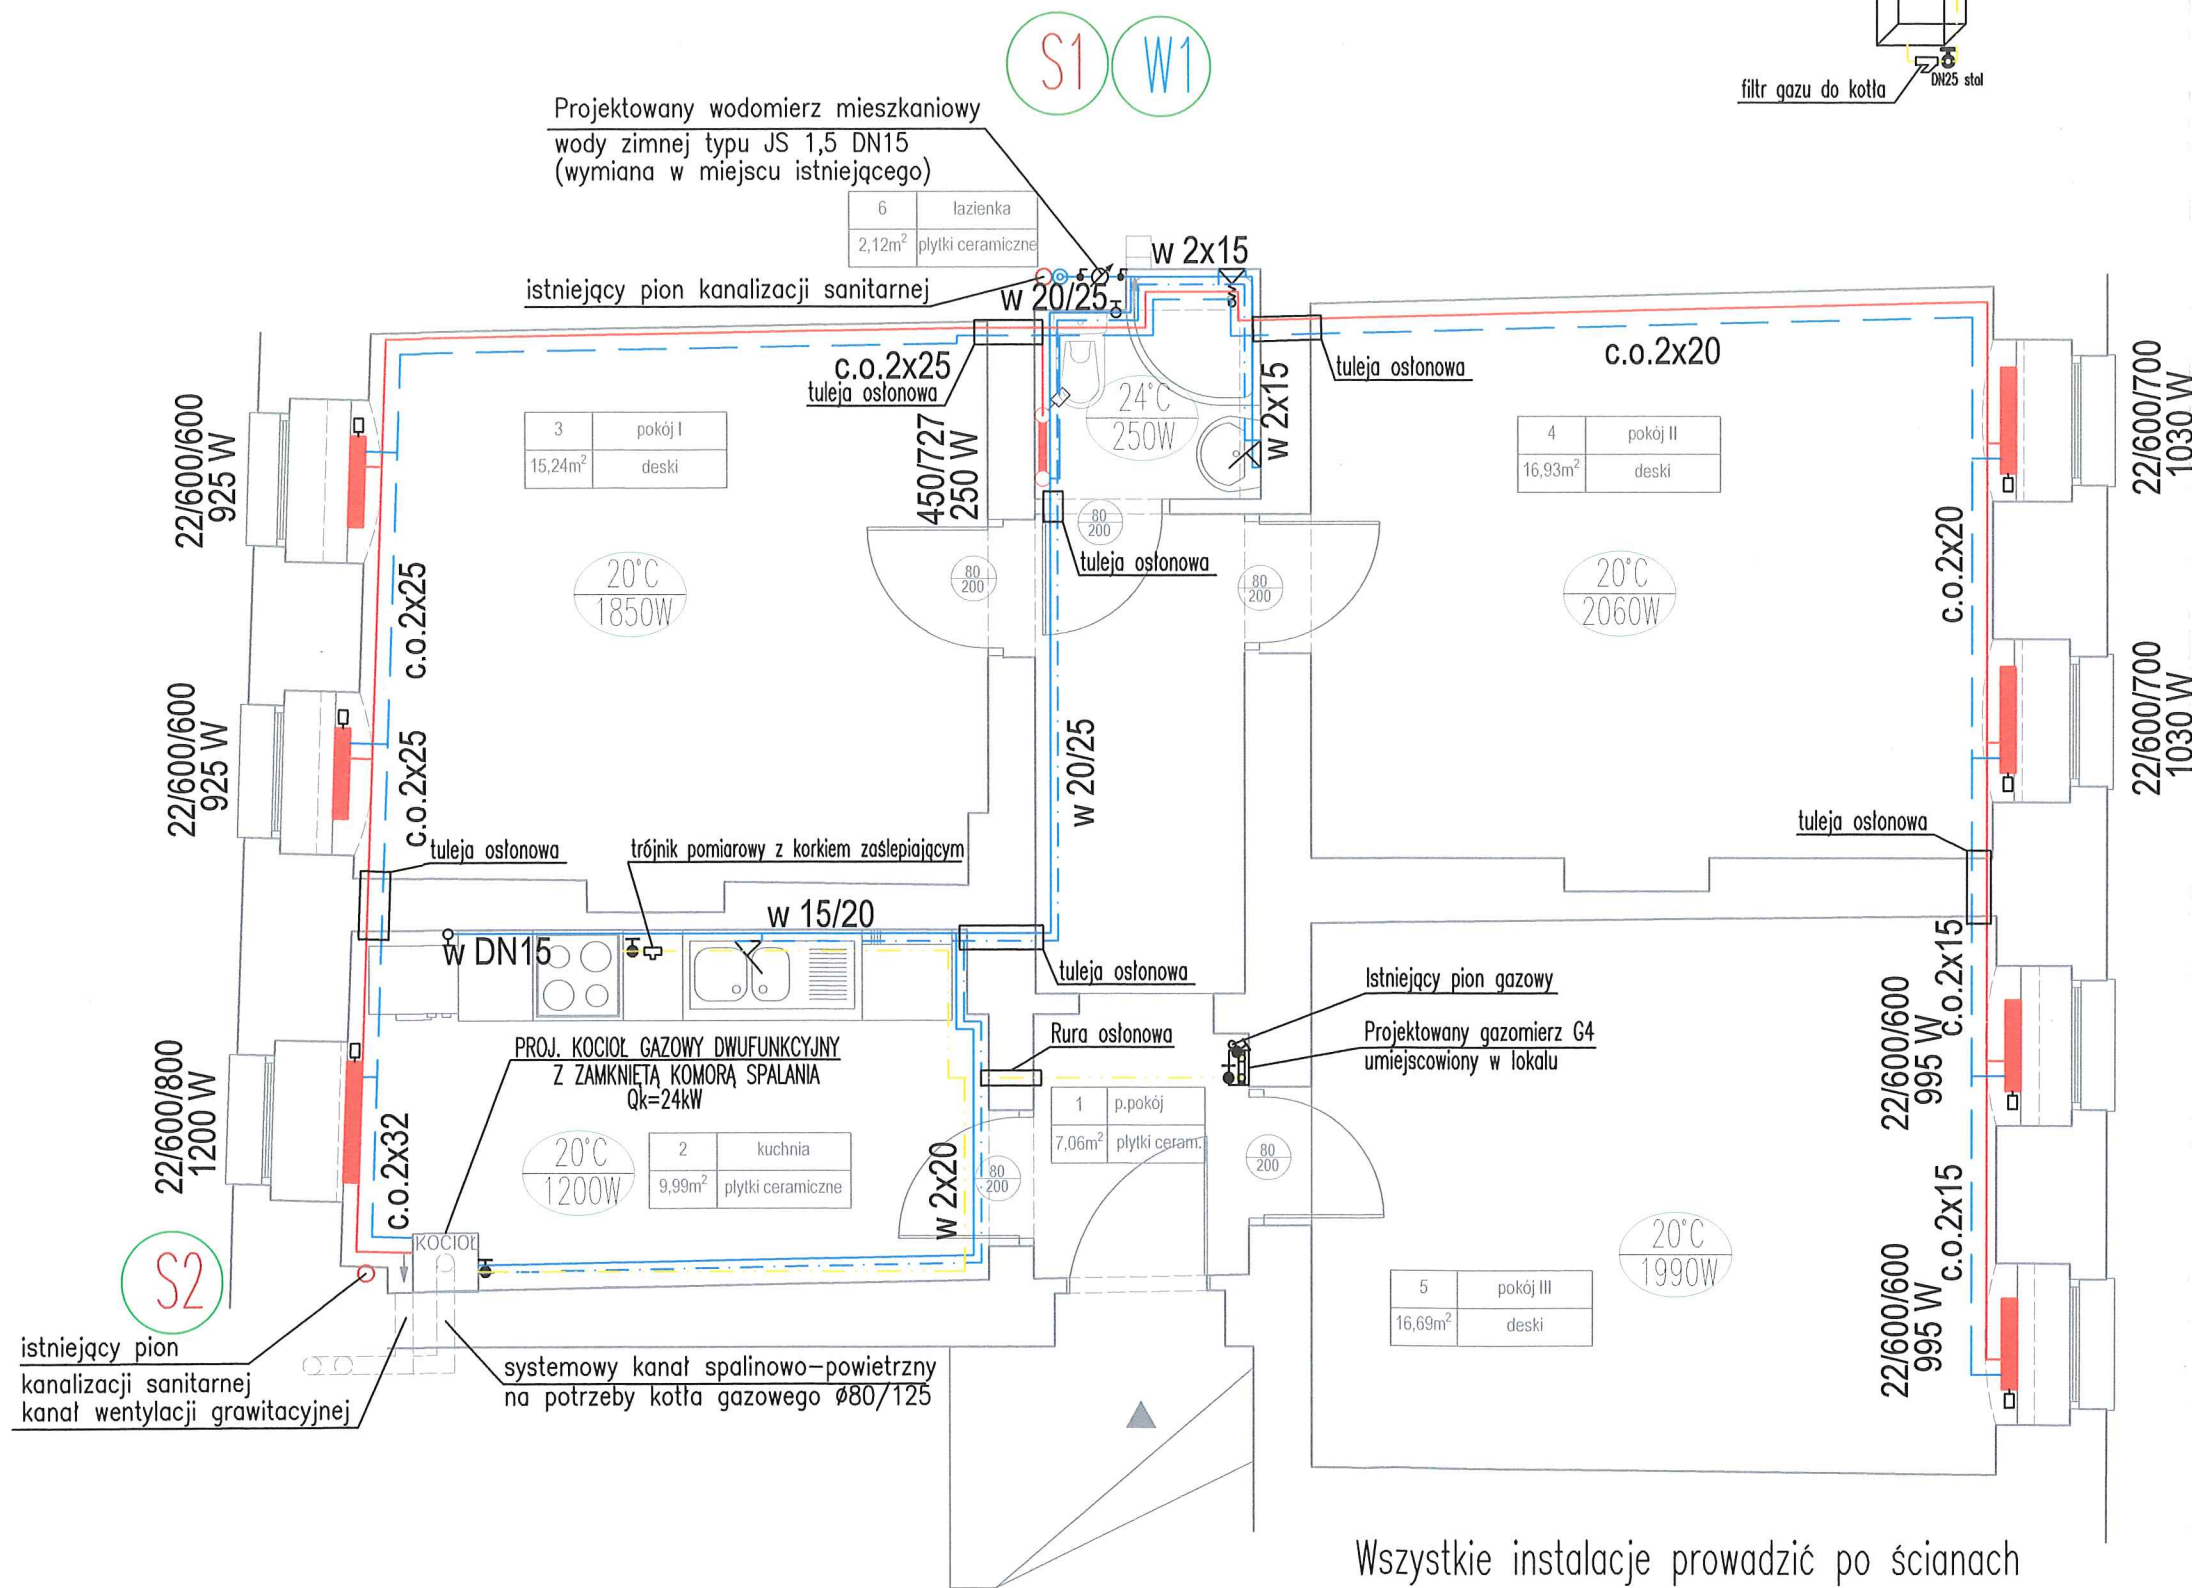 S1
W1
filtr gazu do kotła
DN25 stal
Projektowany wodomierz mieszkaniowy
wody zimnej typu JS 1,5 DN15
(wymiana w miejscu istniejącego)
6
łazienka
2,12m²
płytki ceramiczne
istniejący pion kanalizacji sanitarnej
w 2x15
w 20/25
c.o.2x25
tuleja osłonowa
tuleja osłonowa
c.o.2x20
22/600/600
925 W
3
pokój I
15,24m²
deski
450/727
250 W
24°C
250W
w 2x15
4
pokój II
16,93m²
deski
22/600/700
1030 W
c.o.2x25
20°C
1850W
80
200
80
200
tuleja osłonowa
80
200
20°C
2060W
c.o.2x20
22/600/600
925 W
c.o.2x25
w 20/25
22/600/700
1030 W
tuleja osłonowa
trójnik pomiarowy z korkiem zaślepiającym
tuleja osłonowa
w 15/20
w DN15
tuleja osłonowa
Istniejący pion gazowy
Projektowany gazomierz G4
umiejscowiony w lokalu
Rura osłonowa
c.o.2x15
22/600/600
995 W
22/600/800
1200 W
PROJ. KOCIOŁ GAZOWY DWUFUNKCYJNY
Z ZAMKNIĘTĄ KOMORĄ SPALANIA
Qk=24kW
c.o.2x32
20°C
1200W
2
kuchnia
9,99m²
płytki ceramiczne
w 2x20
80
200
1
p.pokój
7,06m²
płytki ceram.
80
200
c.o.2x15
KOCIOŁ
S2
20°C
1990W
5
pokój III
16,69m²
deski
22/600/600
995 W
istniejący pion
kanalizacji sanitarnej
kanał wentylacji grawitacyjnej
systemowy kanał spalinowo-powietrzny
na potrzeby kotła gazowego ø80/125
Wszystkie instalacje prowadzić po ścianach